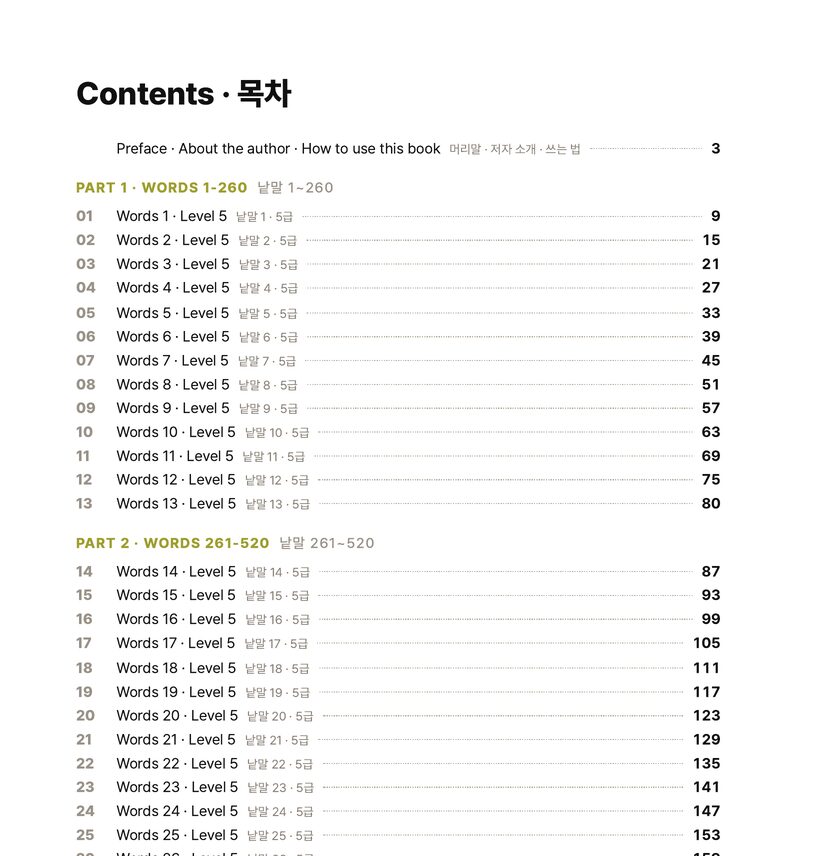 Contents · 목차
Preface · About the author · How to use this book 머리말 · 저자 소개 · 쓰는 법 3
PART 1 · WORDS 1-260 낱말 1~260
01 Words 1 · Level 5 낱말 1 · 5급 9
02 Words 2 · Level 5 낱말 2 · 5급 15
03 Words 3 · Level 5 낱말 3 · 5급 21
04 Words 4 · Level 5 낱말 4 · 5급 27
05 Words 5 · Level 5 낱말 5 · 5급 33
06 Words 6 · Level 5 낱말 6 · 5급 39
07 Words 7 · Level 5 낱말 7 · 5급 45
08 Words 8 · Level 5 낱말 8 · 5급 51
09 Words 9 · Level 5 낱말 9 · 5급 57
10 Words 10 · Level 5 낱말 10 · 5급 63
11 Words 11 · Level 5 낱말 11 · 5급 69
12 Words 12 · Level 5 낱말 12 · 5급 75
13 Words 13 · Level 5 낱말 13 · 5급 80
PART 2 · WORDS 261-520 낱말 261~520
14 Words 14 · Level 5 낱말 14 · 5급 87
15 Words 15 · Level 5 낱말 15 · 5급 93
16 Words 16 · Level 5 낱말 16 · 5급 99
17 Words 17 · Level 5 낱말 17 · 5급 105
18 Words 18 · Level 5 낱말 18 · 5급 111
19 Words 19 · Level 5 낱말 19 · 5급 117
20 Words 20 · Level 5 낱말 20 · 5급 123
21 Words 21 · Level 5 낱말 21 · 5급 129
22 Words 22 · Level 5 낱말 22 · 5급 135
23 Words 23 · Level 5 낱말 23 · 5급 141
24 Words 24 · Level 5 낱말 24 · 5급 147
25 Words 25 · Level 5 낱말 25 · 5급 153